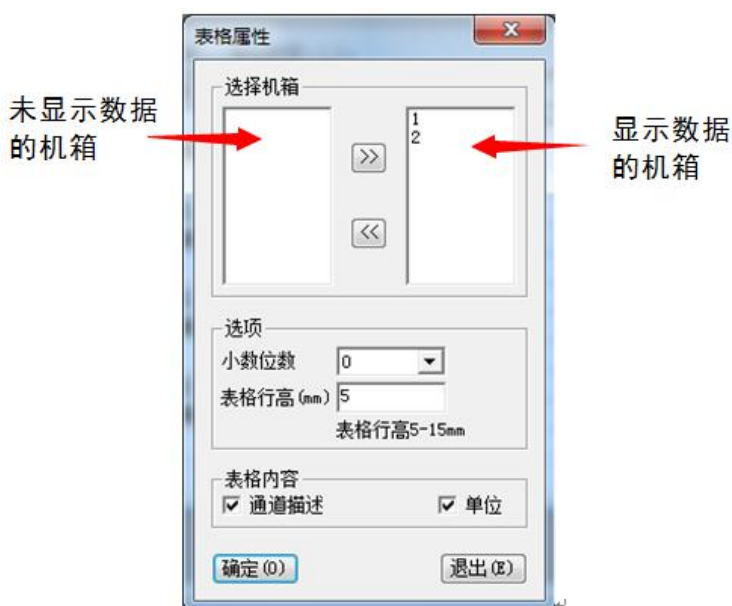 表格属性
选择机箱
未显示数据
的机箱
1
2
显示数据
的机箱
>>
<<
选项
小数位数 0
表格行高(mm) 5
表格行高5-15mm
表格内容
通道描述 单位
确定(O) 退出(E)